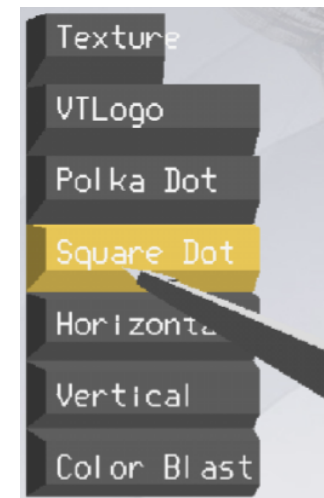 Texture
VTLogo
Polka Dot
Square Dot
Horizonta
Vertical
Color Blast